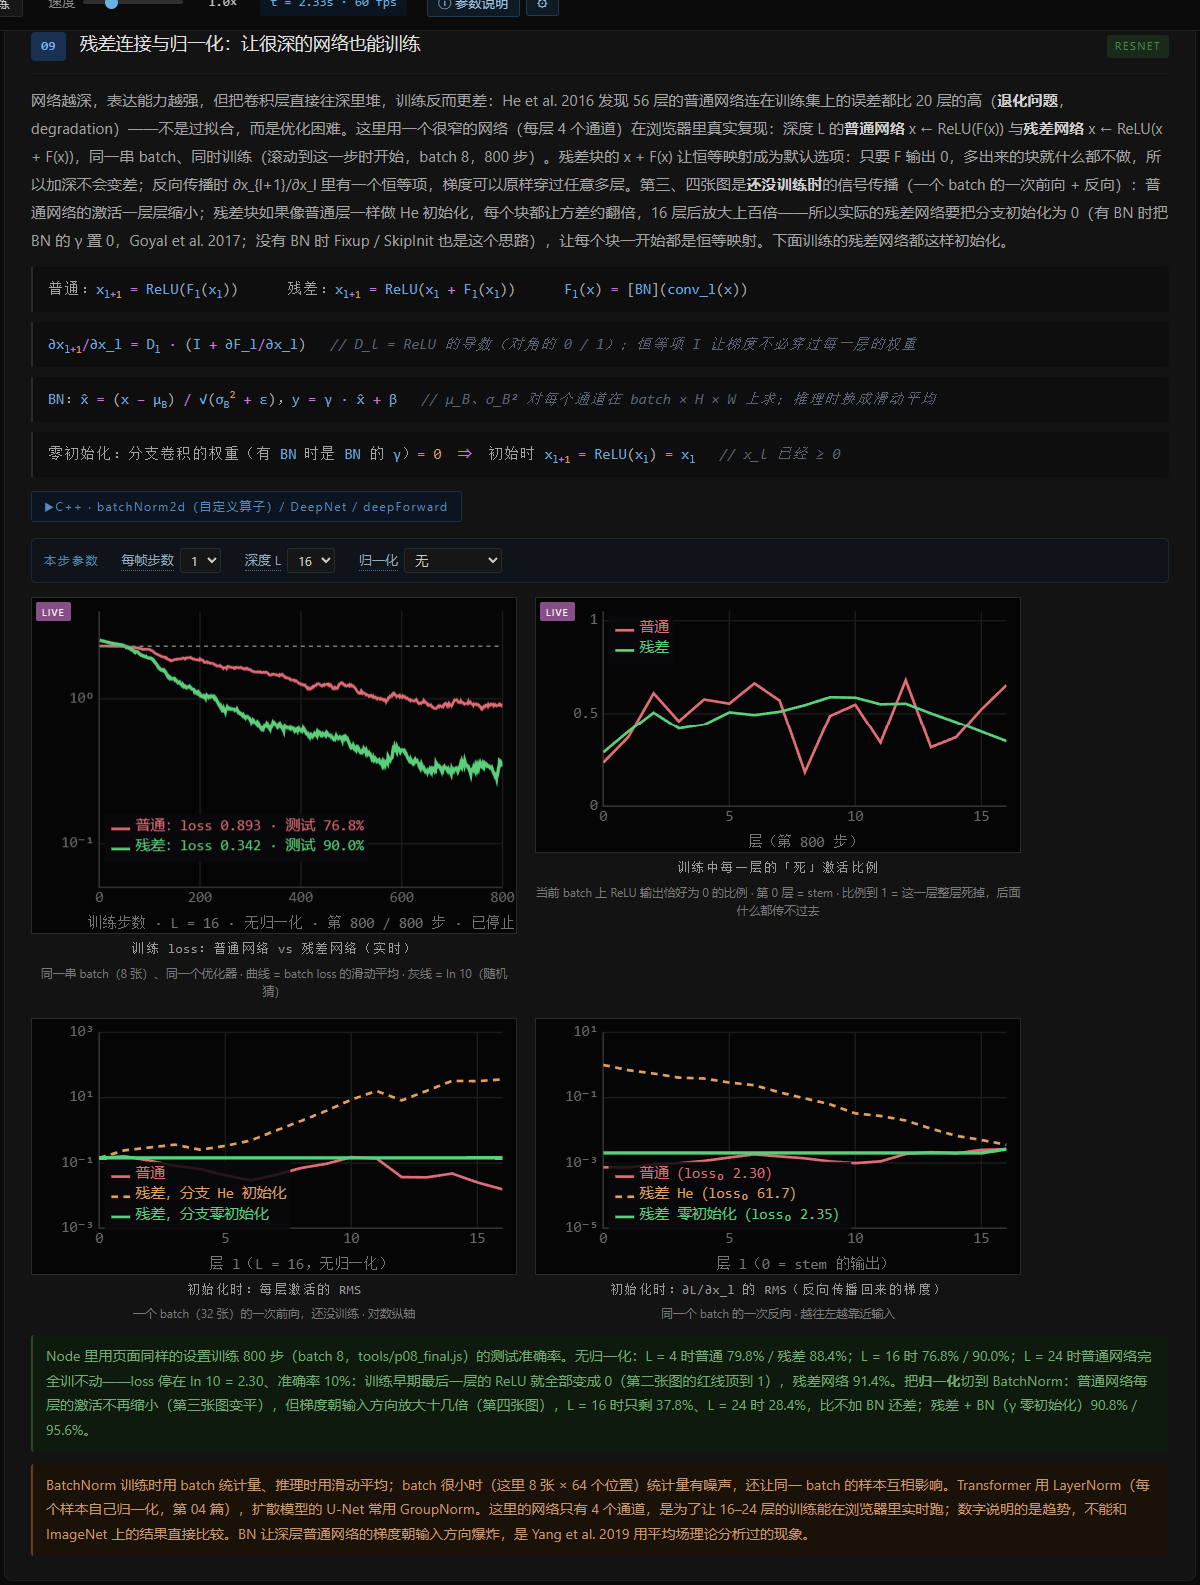 练 速度 1.0x t = 2.33s · 60 fps ⓘ 参数说明 ⚙
09 残差连接与归一化：让很深的网络也能训练 RESNET
网络越深，表达能力越强，但把卷积层直接往深里堆，训练反而更差：He et al. 2016 发现 56 层的普通网络连在训练集上的误差都比 20 层的高（退化问题，
degradation）——不是过拟合，而是优化困难。这里用一个很窄的网络（每层 4 个通道）在浏览器里真实复现：深度 L 的普通网络 x ← ReLU(F(x)) 与残差网络 x ← ReLU(x
+ F(x))，同一串 batch、同时训练（滚动到这一步时开始，batch 8，800 步）。残差块的 x + F(x) 让恒等映射成为默认选项：只要 F 输出 0，多出来的块就什么都不做，所
以加深不会变差；反向传播时 ∂x_{l+1}/∂x_l 里有一个恒等项，梯度可以原样穿过任意多层。第三、四张图是还没训练时的信号传播（一个 batch 的一次前向 + 反向）：普
通网络的激活一层层缩小；残差块如果像普通层一样做 He 初始化，每个块都让方差约翻倍，16 层后放大上百倍——所以实际的残差网络要把分支初始化为 0（有 BN 时把
BN 的 γ 置 0，Goyal et al. 2017；没有 BN 时 Fixup / SkipInit 也是这个思路），让每个块一开始都是恒等映射。下面训练的残差网络都这样初始化。
普通：x_{l+1} = ReLU(F_l(x_l)) 残差：x_{l+1} = ReLU(x_l + F_l(x_l)) F_l(x) = [BN](conv_l(x))
∂x_{l+1}/∂x_l = D_l · (I + ∂F_l/∂x_l) // D_l = ReLU 的导数（对角的 0 / 1）；恒等项 I 让梯度不必穿过每一层的权重
BN：x̂ = (x − μ_B) / √(σ_B² + ε)，y = γ · x̂ + β // μ_B、σ_B² 对每个通道在 batch × H × W 上求；推理时换成滑动平均
零初始化：分支卷积的权重（有 BN 时是 BN 的 γ）= 0 ⇒ 初始时 x_{l+1} = ReLU(x_l) = x_l // x_l 已经 ≥ 0
▶C++ · batchNorm2d（自定义算子）/ DeepNet / deepForward
本步参数 每帧步数 1 深度 L 16 归一化 无
LIVE
10⁰
10⁻¹
普通：loss 0.893 · 测试 76.8%
残差：loss 0.342 · 测试 90.0%
0 200 400 600 800
训练步数 · L = 16 · 无归一化 · 第 800 / 800 步 · 已停止
训练 loss：普通网络 vs 残差网络（实时）
同一串 batch（8 张）、同一个优化器 · 曲线 = batch loss 的滑动平均 · 灰线 = ln 10（随机
猜）
LIVE
1
普通
残差
0.5
0
0 5 10 15
层（第 800 步）
训练中每一层的「死」激活比例
当前 batch 上 ReLU 输出恰好为 0 的比例 · 第 0 层 = stem · 比例到 1 = 这一层整层死掉，后面
什么都传不过去
10³
10¹
10⁻¹
普通
残差，分支 He 初始化
残差，分支零初始化
10⁻³
0 5 10 15
层 l（L = 16，无归一化）
初始化时：每层激活的 RMS
一个 batch（32 张）的一次前向，还没训练 · 对数纵轴
10¹
10⁻¹
10⁻³
普通 (loss₀ 2.30)
残差 He (loss₀ 61.7)
残差 零初始化 (loss₀ 2.35)
10⁻⁵
0 5 10 15
层 l（0 = stem 的输出）
初始化时：∂L/∂x_l 的 RMS（反向传播回来的梯度）
同一个 batch 的一次反向 · 越往左越靠近输入
Node 里用页面同样的设置训练 800 步（batch 8，tools/p08_final.js）的测试准确率。无归一化：L = 4 时普通 79.8% / 残差 88.4%；L = 16 时 76.8% / 90.0%；L = 24 时普通网络完
全训不动——loss 停在 ln 10 = 2.30、准确率 10%：训练早期最后一层的 ReLU 就全部变成 0（第二张图的红线顶到 1），残差网络 91.4%。把归一化切到 BatchNorm：普通网络每
层的激活不再缩小（第三张图变平），但梯度朝输入方向放大十几倍（第四张图），L = 16 时只剩 37.8%、L = 24 时 28.4%，比不加 BN 还差；残差 + BN（γ 零初始化）90.8% /
95.6%。
BatchNorm 训练时用 batch 统计量、推理时用滑动平均；batch 很小时（这里 8 张 × 64 个位置）统计量有噪声，还让同一 batch 的样本互相影响。Transformer 用 LayerNorm（每
个样本自己归一化，第 04 篇），扩散模型的 U-Net 常用 GroupNorm。这里的网络只有 4 个通道，是为了让 16–24 层的训练能在浏览器里实时跑；数字说明的是趋势，不能和
ImageNet 上的结果直接比较。BN 让深层普通网络的梯度朝输入方向爆炸，是 Yang et al. 2019 用平均场理论分析过的现象。